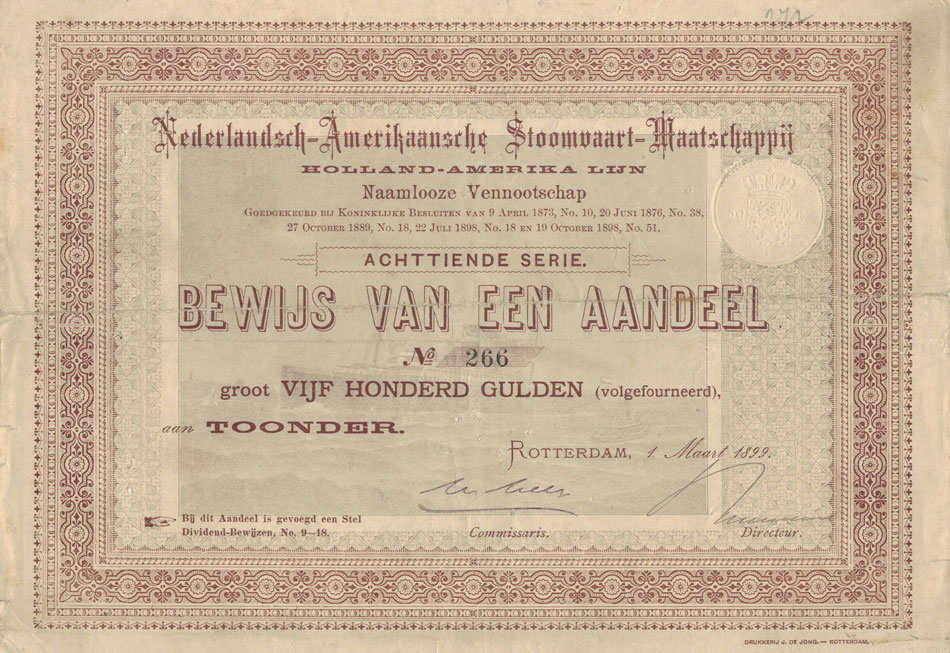 272
Nederlandsch-Amerikaansche Stoomvaart-Maatschappij
HOLLAND-AMERIKA LIJN
Naamlooze Vennootschap
Goedgekeurd bij Koninklijke Besluiten van 9 April 1873, No. 10, 20 Juni 1876, No. 38,
27 October 1889, No. 18, 22 Juli 1898, No. 18 en 19 October 1898, No. 51.
ACHTTIENDE SERIE.
BEWIJS VAN EEN AANDEEL
No 266
groot VIJF HONDERD GULDEN (volgefourneerd),
aan TOONDER.
Rotterdam, 1 Maart 1899.
Bij dit Aandeel is gevoegd een Stel
Dividend-Bewijzen, No. 9-18.
Commissaris.
Directeur.
DRUKKERIJ J. DE JONG. — ROTTERDAM.